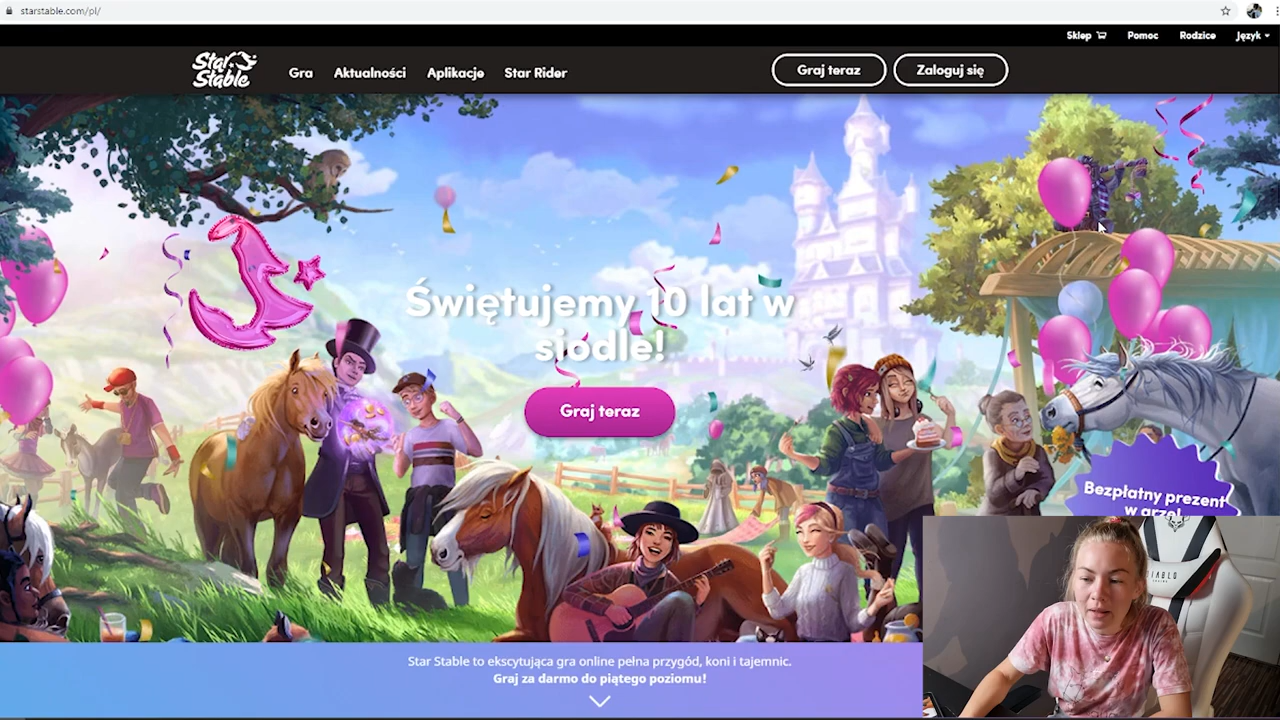 starstable.com/pl/
Sklep
Pomoc
Rodzice
Język
Star Stable
Gra
Aktualności
Aplikacje
Star Rider
Graj teraz
Zaloguj się
Świętujemy 10 lat w
siodle!
Graj teraz
Bezpłatny prezent
w grze!
DIABLO
Star Stable to ekscytująca gra online pełna przygód, koni i tajemnic.
Graj za darmo do piątego poziomu!